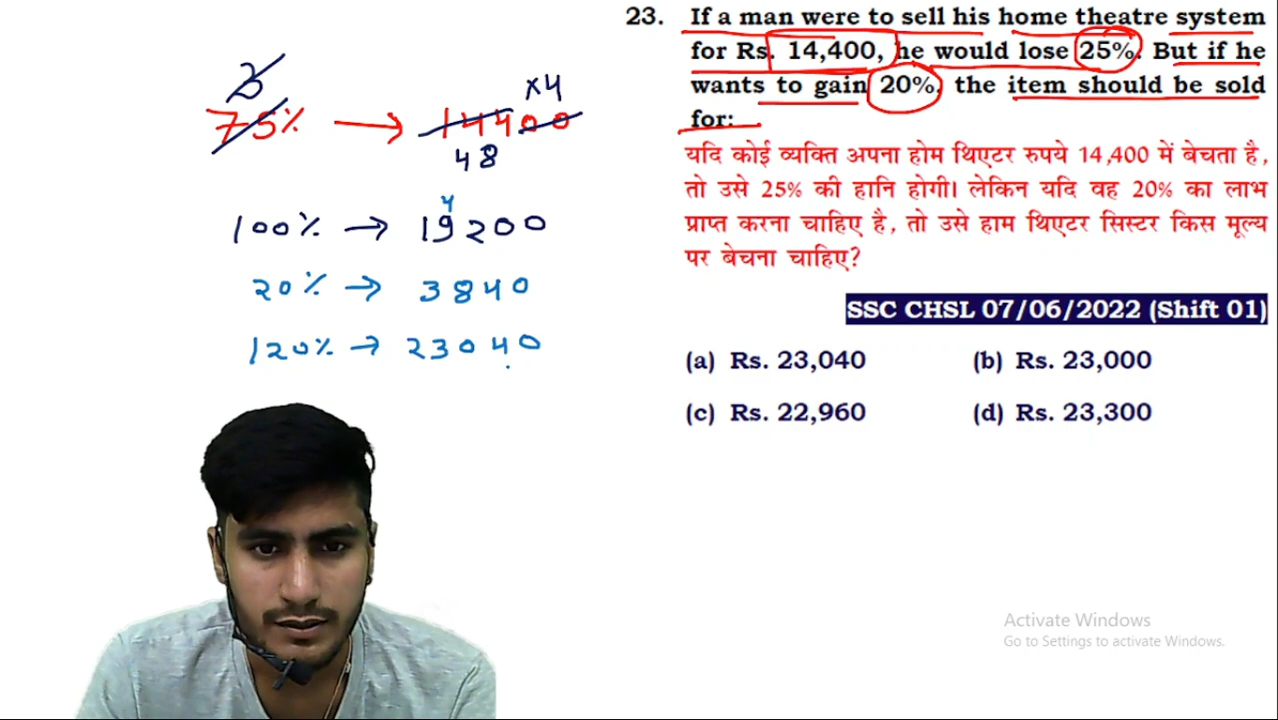 23. If a man were to sell his home theatre system
for Rs. 14,400, he would lose 25%. But if he
wants to gain 20%, the item should be sold
for:
यदि कोई व्यक्ति अपना होम थिएटर रुपये 14,400 में बेचता है,
तो उसे 25% की हानि होगी। लेकिन यदि वह 20% का लाभ
प्राप्त करना चाहिए है, तो उसे हाम थिएटर सिस्टर किस मूल्य
पर बेचना चाहिए?
SSC CHSL 07/06/2022 (Shift 01)
(a) Rs. 23,040 (b) Rs. 23,000
(c) Rs. 22,960 (d) Rs. 23,300
3 ×4
75% → 14400
48
4
100% → 19200
20% → 3840
120% → 23040
Activate Windows
Go to Settings to activate Windows.